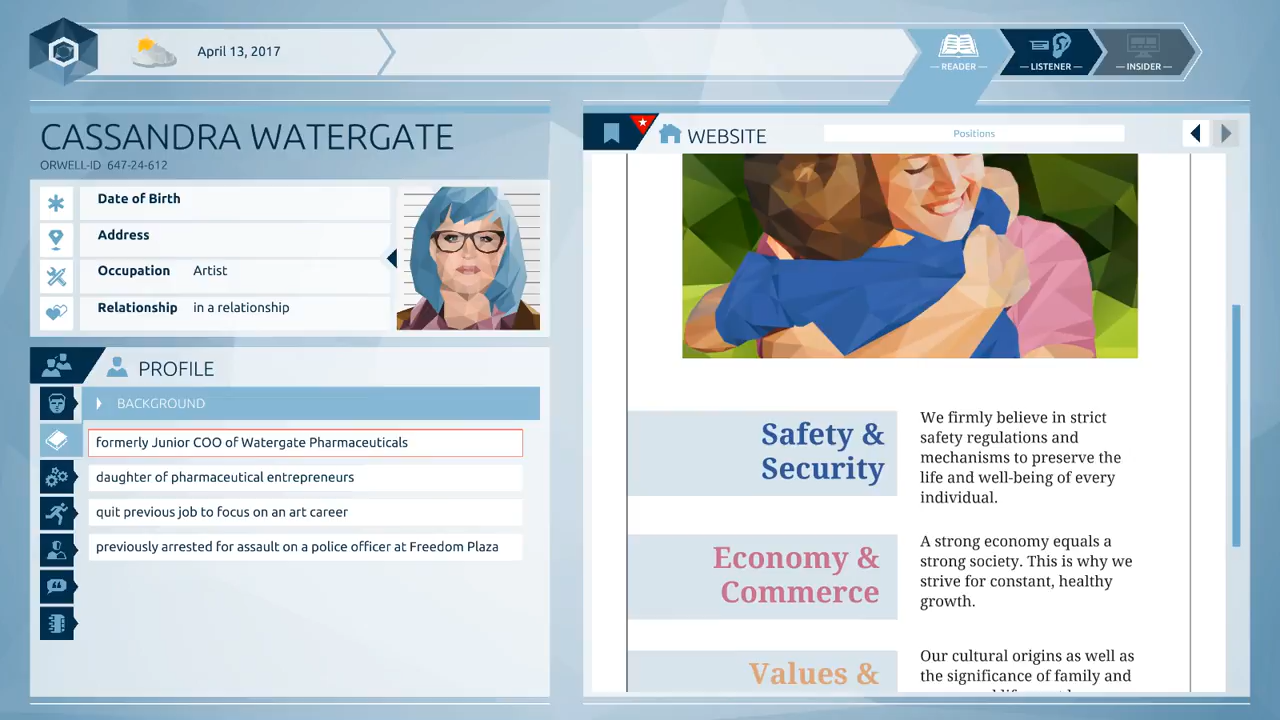 April 13, 2017
READER
LISTENER
INSIDER
CASSANDRA WATERGATE
ORWELL-ID 647-24-612
Date of Birth
Address
Occupation Artist
Relationship in a relationship
PROFILE
BACKGROUND
formerly Junior COO of Watergate Pharmaceuticals
daughter of pharmaceutical entrepreneurs
quit previous job to focus on an art career
previously arrested for assault on a police officer at Freedom Plaza
WEBSITE
Positions
Safety &
Security
We firmly believe in strict
safety regulations and
mechanisms to preserve the
life and well-being of every
individual.
Economy &
Commerce
A strong economy equals a
strong society. This is why we
strive for constant, healthy
growth.
Values &
Our cultural origins as well as
the significance of family and